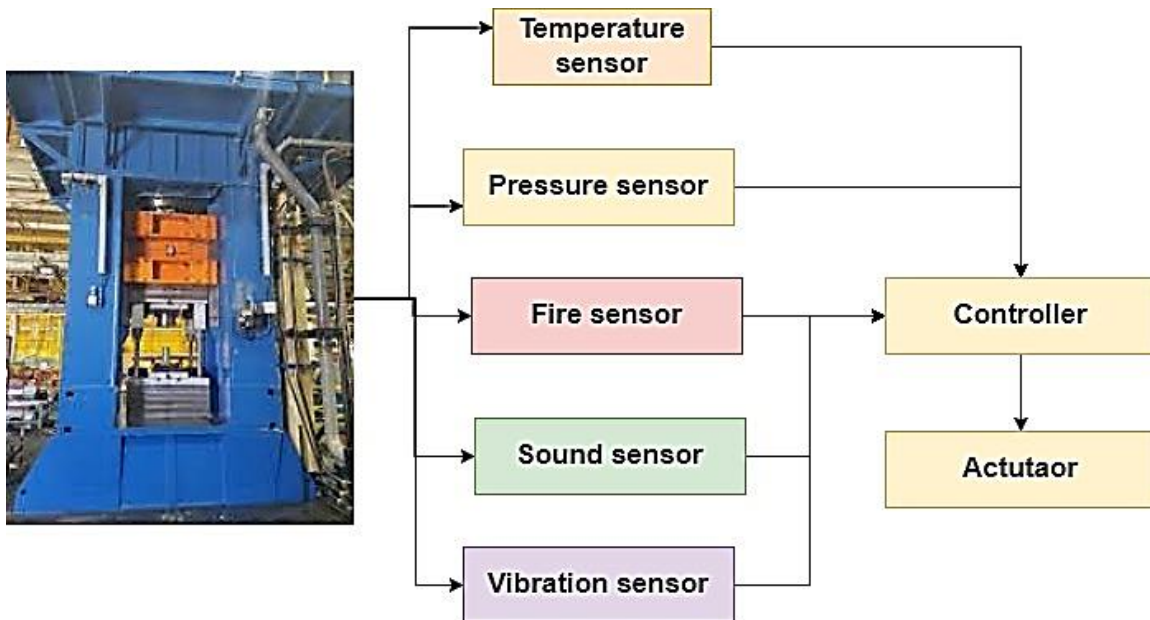 Temperature
sensor
Pressure sensor
Fire sensor
Controller
Sound sensor
Actutaor
Vibration sensor